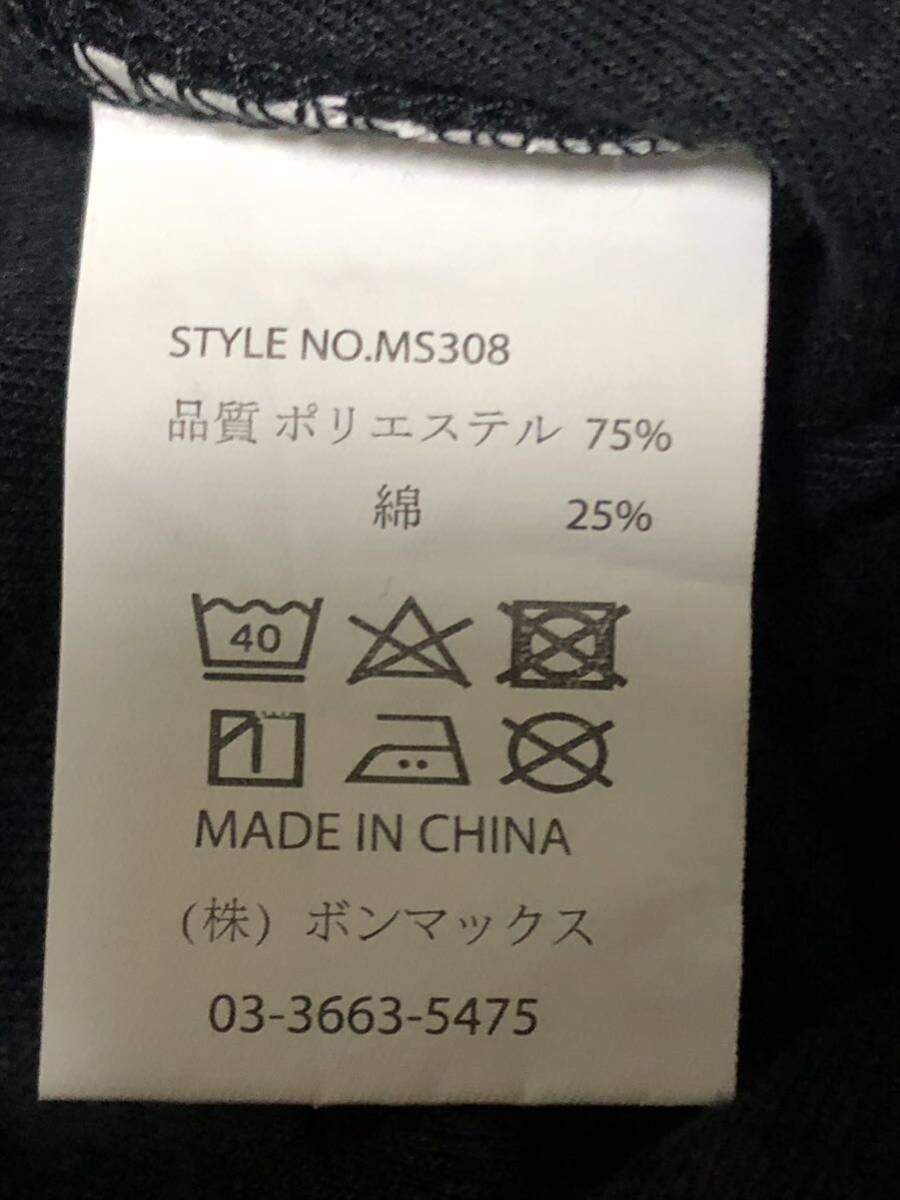 STYLE NO.MS308
品質 ポリエステル 75%
綿 25%
40
MADE IN CHINA
(株) ボンマックス
03-3663-5475